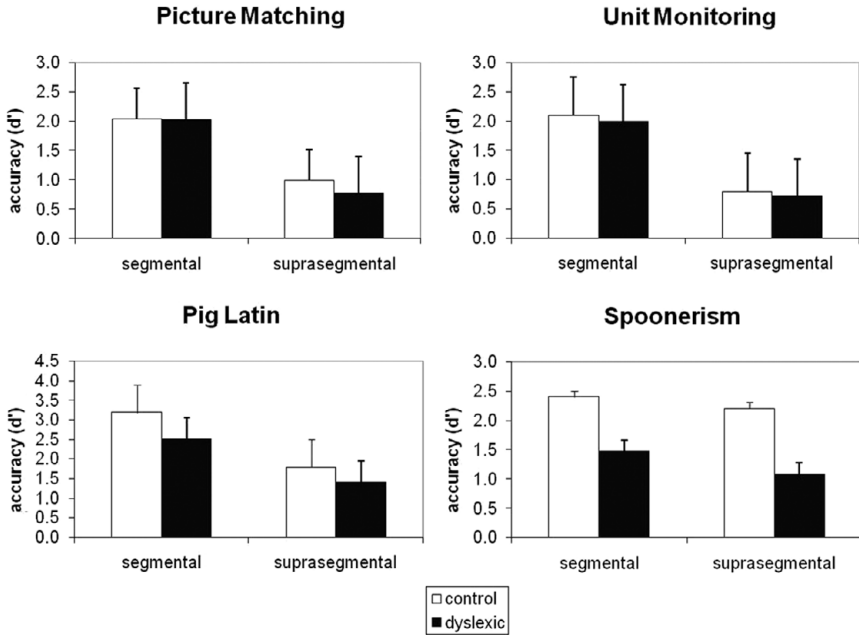 Picture Matching
accuracy (d')
3.0
2.5
2.0
1.5
1.0
0.5
0.0
segmental suprasegmental
Unit Monitoring
accuracy (d')
3.0
2.5
2.0
1.5
1.0
0.5
0.0
segmental suprasegmental
Pig Latin
accuracy (d')
4.5
4.0
3.5
3.0
2.5
2.0
1.5
1.0
0.5
0.0
segmental suprasegmental
Spoonerism
accuracy (d')
3.0
2.5
2.0
1.5
1.0
0.5
0.0
segmental suprasegmental
control
dyslexic